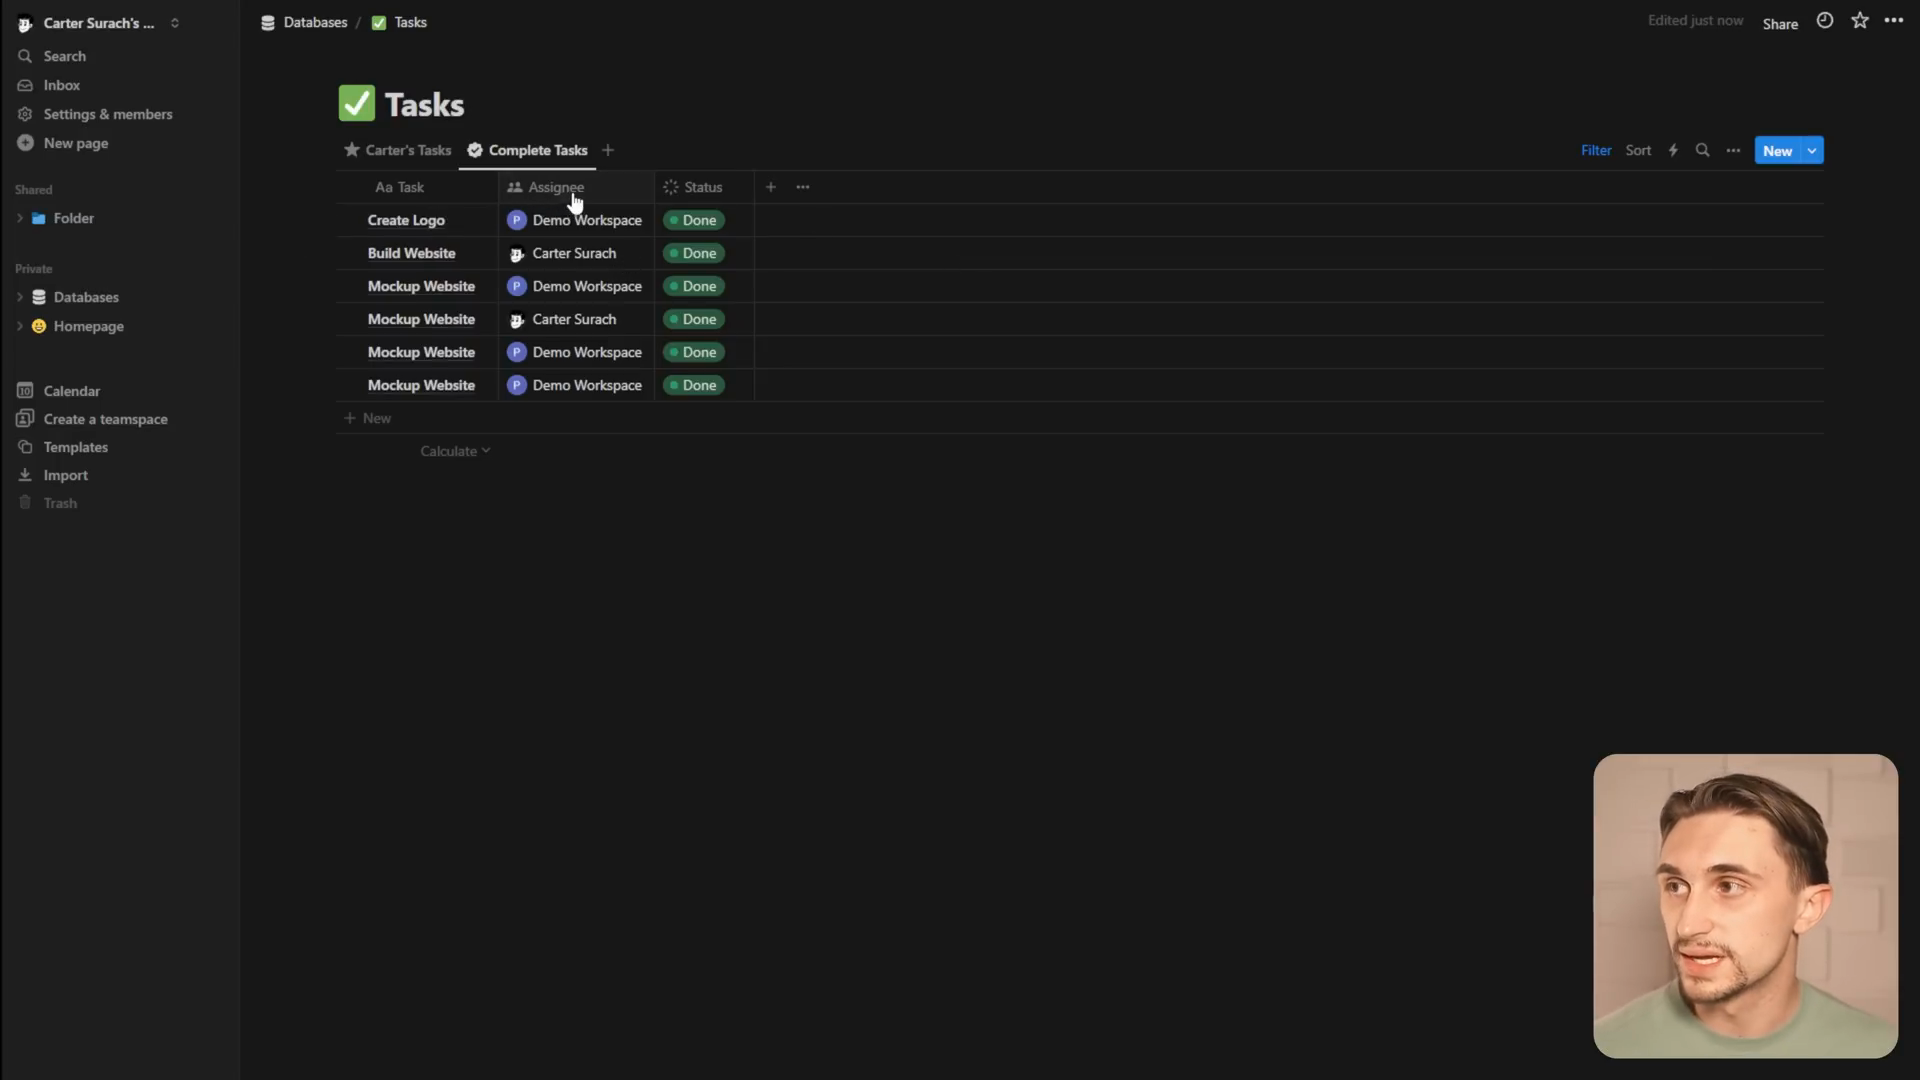 Carter Surach's ...
Search
Inbox
Settings & members
New page
Shared
Folder
Private
Databases
Homepage
10 Calendar
Create a teamspace
Templates
Import
Trash
Databases / Tasks
Edited just now Share
Tasks
Carter's Tasks Complete Tasks
Filter Sort New
Aa Task Assignee Status
Create Logo P Demo Workspace Done
Build Website Carter Surach Done
Mockup Website P Demo Workspace Done
Mockup Website Carter Surach Done
Mockup Website P Demo Workspace Done
Mockup Website P Demo Workspace Done
+ New
Calculate